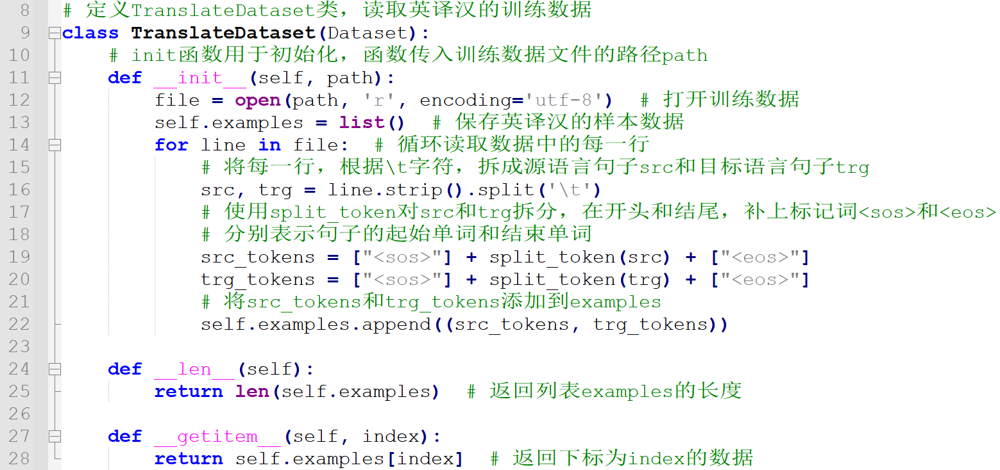 8 # 定义TranslateDataset类，读取英译汉的训练数据
9 class TranslateDataset(Dataset):
10     # init函数用于初始化，函数传入训练数据文件的路径path
11     def __init__(self, path):
12         file = open(path, 'r', encoding='utf-8')  # 打开训练数据
13         self.examples = list()  # 保存英译汉的样本数据
14         for line in file:  # 循环读取数据中的每一行
15             # 将每一行，根据\t字符，拆成源语言句子src和目标语言句子trg
16             src, trg = line.strip().split('\t')
17             # 使用split_token对src和trg拆分，在开头和结尾，补上标记词<sos>和<eos>
18             # 分别表示句子的起始单词和结束单词
19             src_tokens = ["<sos>"] + split_token(src) + ["<eos>"]
20             trg_tokens = ["<sos>"] + split_token(trg) + ["<eos>"]
21             # 将src_tokens和trg_tokens添加到examples
22             self.examples.append((src_tokens, trg_tokens))
23
24     def __len__(self):
25         return len(self.examples)  # 返回列表examples的长度
26
27     def __getitem__(self, index):
28         return self.examples[index]  # 返回下标为index的数据